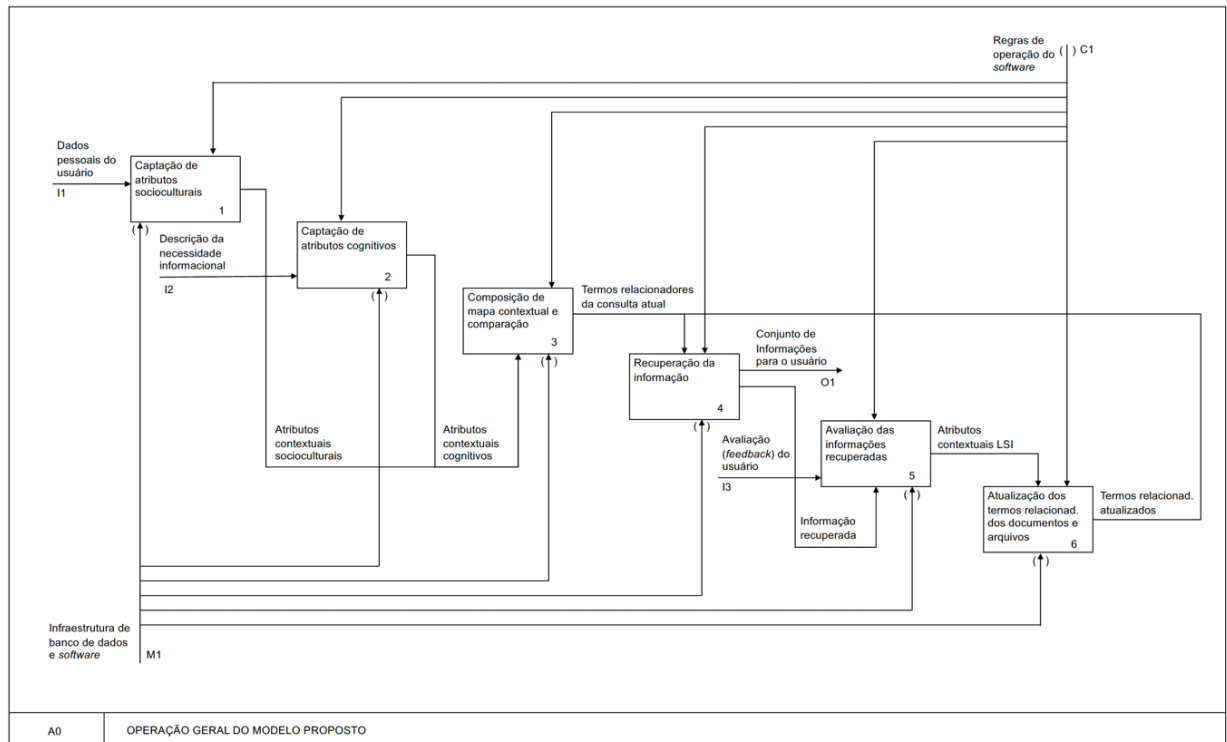 Regras de
operação do
software
( ) C1
Dados
pessoais do
usuário
I1
Captação de
atributos
socioculturais
1
( )
Descrição da
necessidade
informacional
I2
Captação de
atributos cognitivos
2
( )
Composição de
mapa contextual e
comparação
3
( )
Termos relacionadores
da consulta atual
Conjunto de
Informações
para o usuário
O1
Recuperação da
informação
4
( )
Atributos
contextuais
socioculturais
Atributos
contextuais
cognitivos
Avaliação
(feedback) do
usuário
I3
Avaliação das
informações
recuperadas
5
( )
Atributos
contextuais LSI
Informação
recuperada
Atualização dos
termos relacionad.
dos documentos e
arquivos
6
( )
Termos relacionad.
atualizados
Infraestrutura de
banco de dados
e software
M1
A0
OPERAÇÃO GERAL DO MODELO PROPOSTO